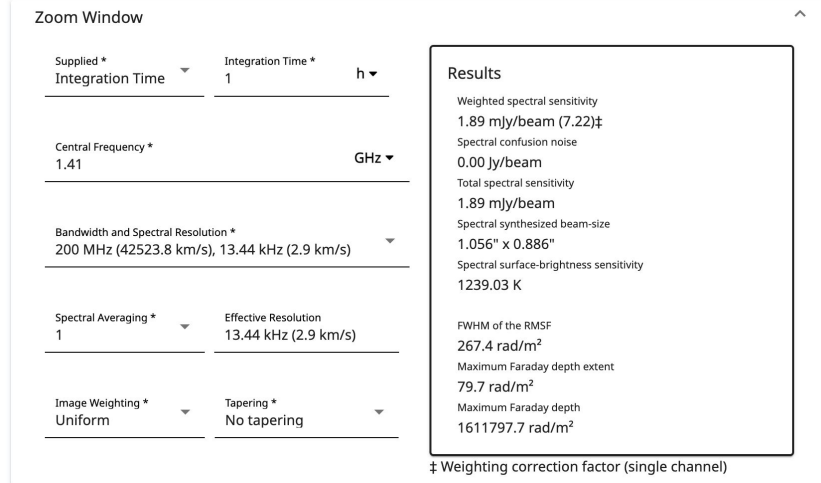 Zoom Window
Supplied *
Integration Time
Integration Time *
1
h
Central Frequency *
1.41
GHz
Bandwidth and Spectral Resolution *
200 MHz (42523.8 km/s), 13.44 kHz (2.9 km/s)
Spectral Averaging *
1
Effective Resolution
13.44 kHz (2.9 km/s)
Image Weighting *
Uniform
Tapering *
No tapering
Results
Weighted spectral sensitivity
1.89 mJy/beam (7.22)‡
Spectral confusion noise
0.00 Jy/beam
Total spectral sensitivity
1.89 mJy/beam
Spectral synthesized beam-size
1.056" x 0.886"
Spectral surface-brightness sensitivity
1239.03 K
FWHM of the RMSF
267.4 rad/m²
Maximum Faraday depth extent
79.7 rad/m²
Maximum Faraday depth
1611797.7 rad/m²
‡ Weighting correction factor (single channel)